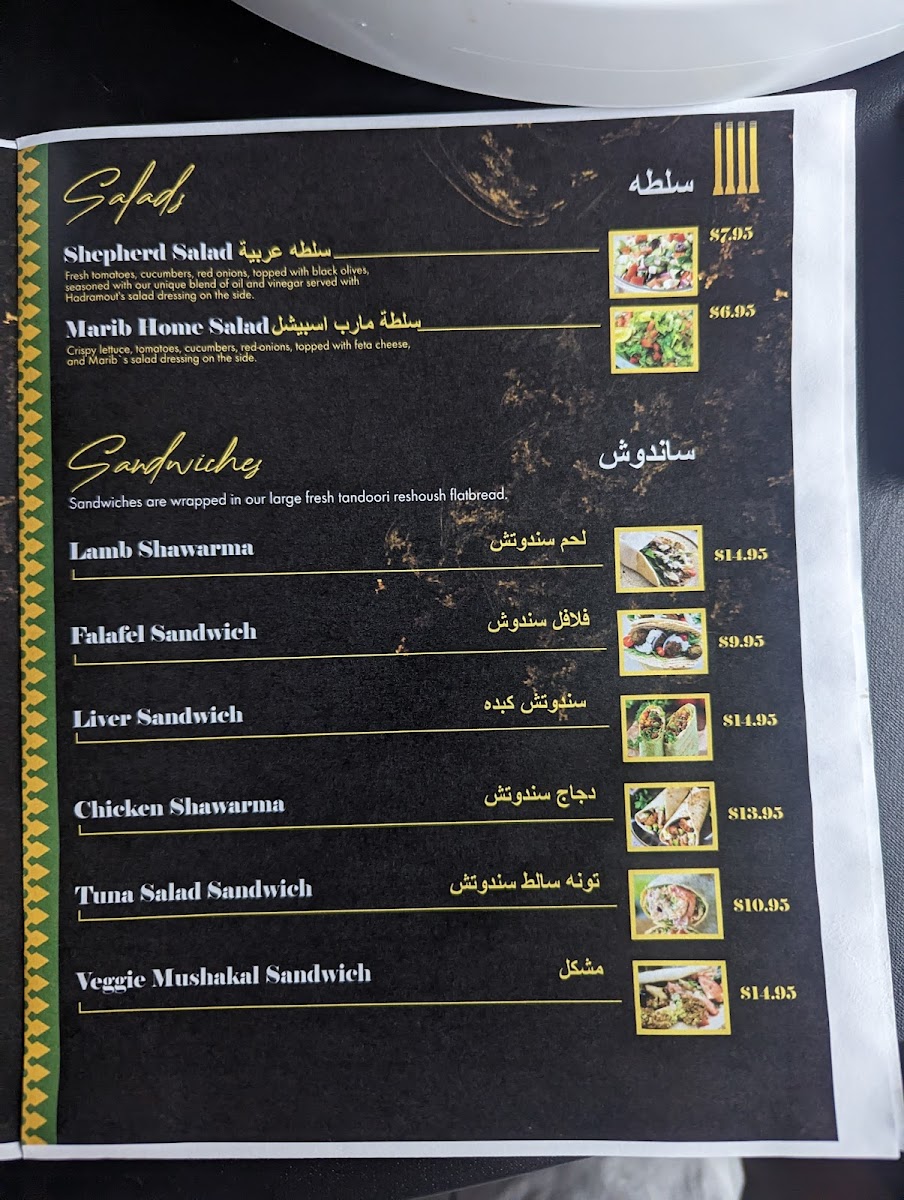 Salads سلطه
Shepherd Salad سلطه عربية $7.95
Fresh tomatoes, cucumbers, red onions, topped with black olives,
seasoned with our unique blend of oil and vinegar served with
Hadramout's salad dressing on the side.
Marib Home Salad سلطة مارب اسبيشل $6.95
Crispy lettuce, tomatoes, cucumbers, red-onions, topped with feta cheese,
and Marib`s salad dressing on the side.
Sandwiches ساندوش
Sandwiches are wrapped in our large fresh tandoori reshoush flatbread.
Lamb Shawarma لحم سندوتش $14.95
Falafel Sandwich فلافل سندوش $9.95
Liver Sandwich سندوتش كبده $14.95
Chicken Shawarma دجاج سندوتش $13.95
Tuna Salad Sandwich تونه سالط سندوتش $10.95
Veggie Mushakal Sandwich مشكل $14.95